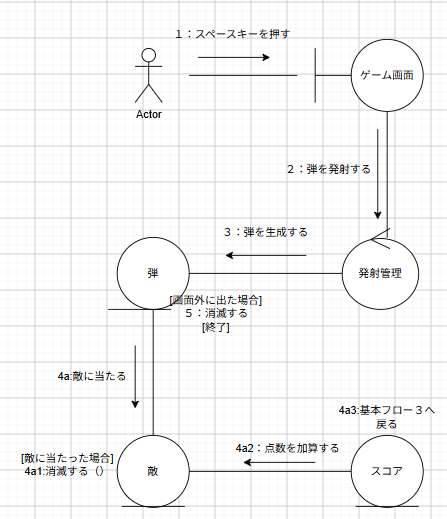 １：スペースキーを押す
ゲーム画面
Actor
２：弾を発射する
３：弾を生成する
弾
発射管理
[画面外に出た場合]
５：消滅する
[終了]
4a:敵に当たる
4a3:基本フロー３へ
戻る
4a2：点数を加算する
[敵に当たった場合]
4a1:消滅する（）
敵
スコア